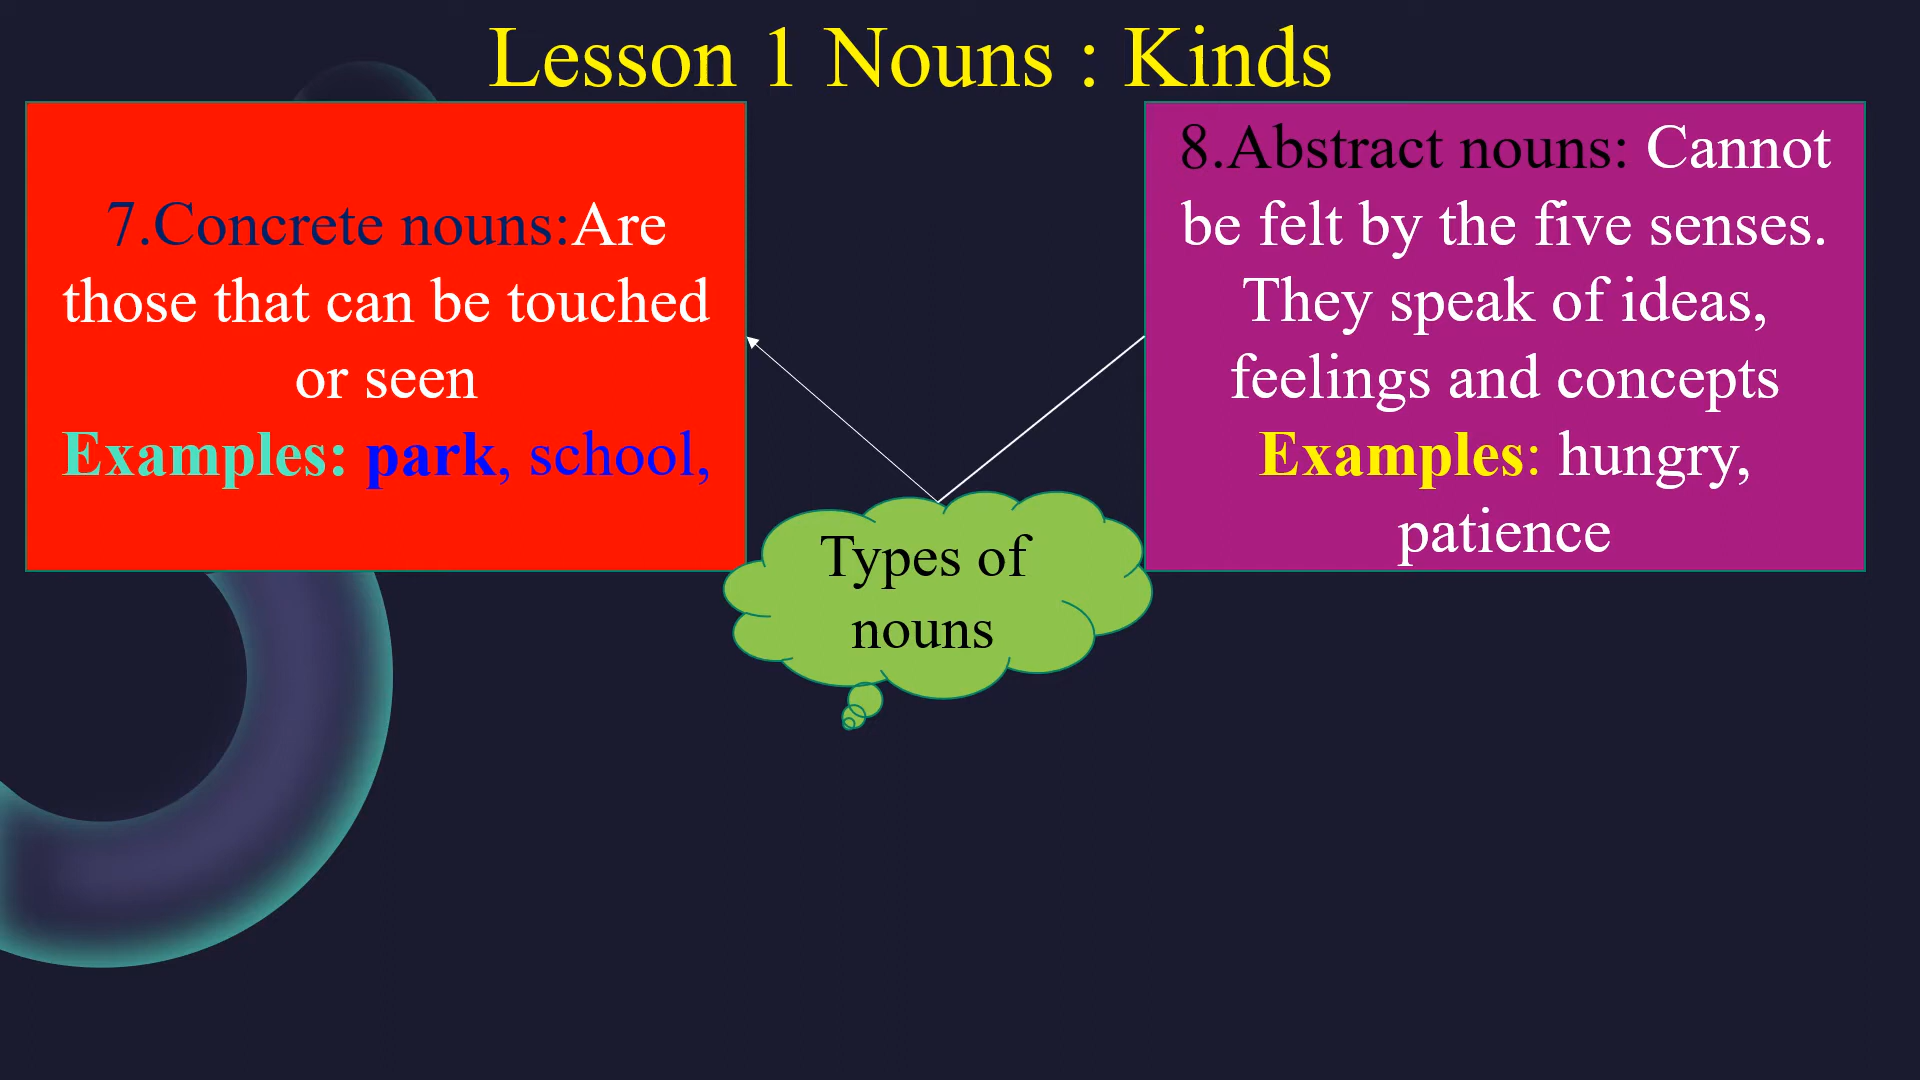 Lesson 1 Nouns : Kinds
7.Concrete nouns:Are
those that can be touched
or seen
Examples: park, school,
8.Abstract nouns: Cannot
be felt by the five senses.
They speak of ideas,
feelings and concepts
Examples: hungry,
patience
Types of
nouns